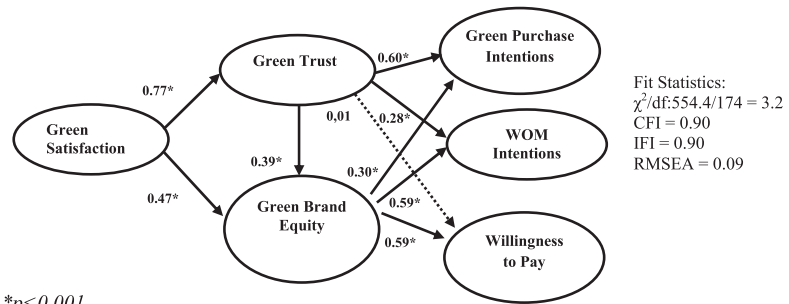 Green Purchase
Intentions
Green Trust
0.60*
Fit Statistics:
χ²/df:554.4/174 = 3.2
CFI = 0.90
IFI = 0.90
RMSEA = 0.09
0.77*
0,01
0.28*
Green
Satisfaction
WOM
Intentions
0.39*
0.30*
0.47*
Green Brand
Equity
0.59*
0.59*
Willingness
to Pay
*p≤0.001